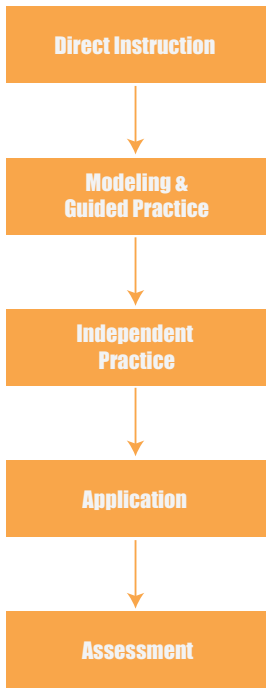 Direct Instruction
Modeling &
Guided Practice
Independent
Practice
Application
Assessment